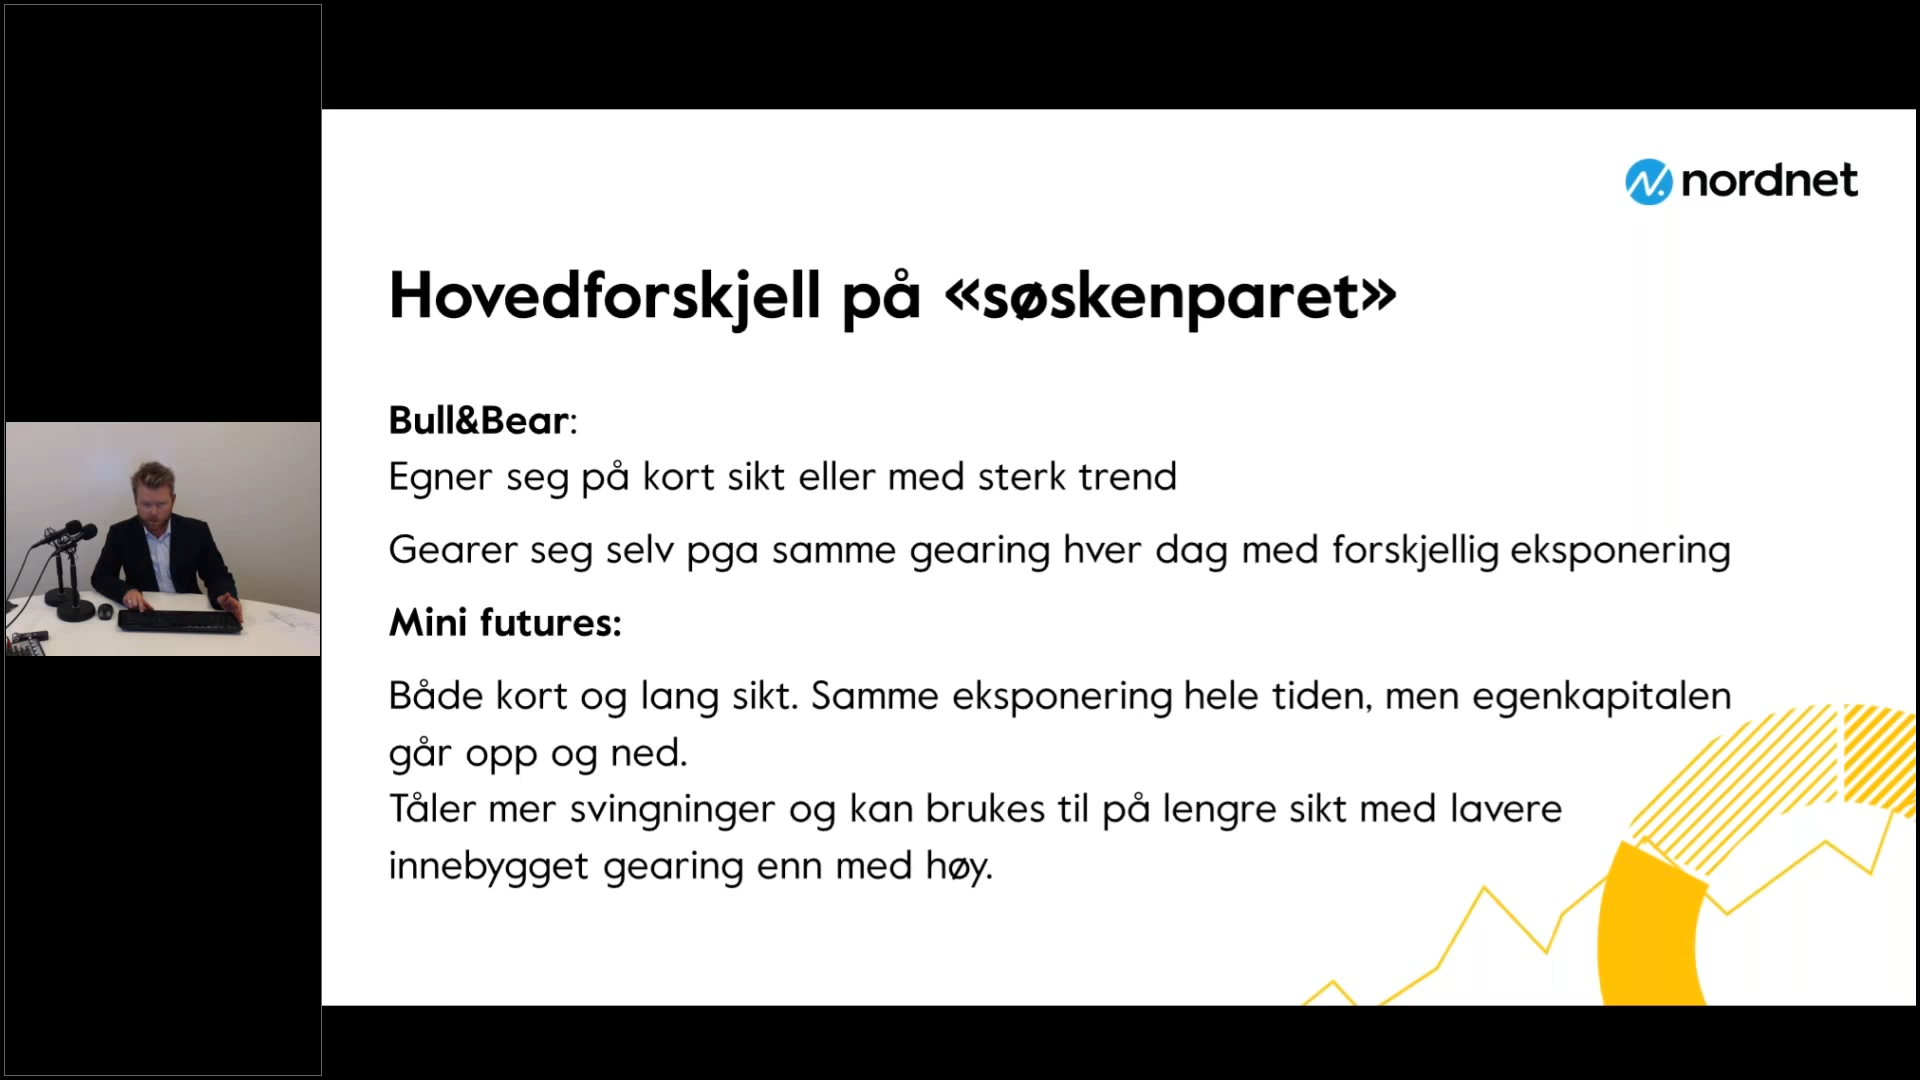 nordnet
Hovedforskjell på «søskenparet»
Bull&Bear:
Egner seg på kort sikt eller med sterk trend
Gearer seg selv pga samme gearing hver dag med forskjellig eksponering
Mini futures:
Både kort og lang sikt. Samme eksponering hele tiden, men egenkapitalen
går opp og ned.
Tåler mer svingninger og kan brukes til på lengre sikt med lavere
innebygget gearing enn med høy.